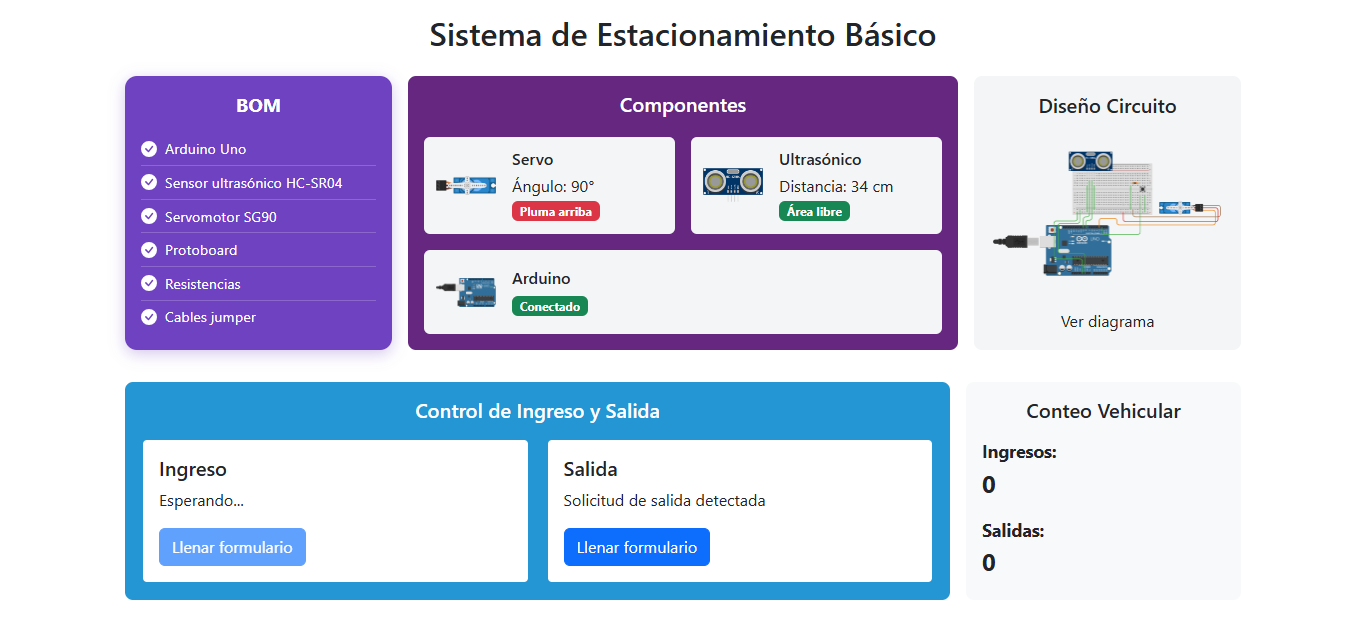 Sistema de Estacionamiento Básico
BOM
Arduino Uno
Sensor ultrasónico HC-SR04
Servomotor SG90
Protoboard
Resistencias
Cables jumper
Componentes
Servo
Ángulo: 90°
Pluma arriba
Ultrasónico
Distancia: 34 cm
Área libre
Arduino
Conectado
Diseño Circuito
Ver diagrama
Control de Ingreso y Salida
Ingreso
Esperando...
Llenar formulario
Salida
Solicitud de salida detectada
Llenar formulario
Conteo Vehicular
Ingresos:
0
Salidas:
0